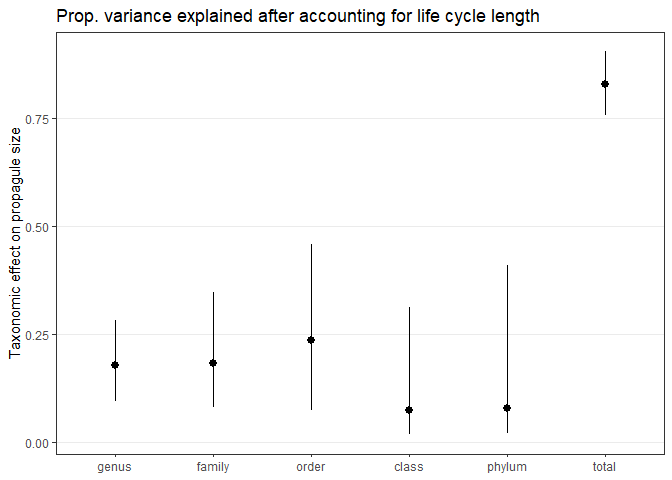 Prop. variance explained after accounting for life cycle length
Taxonomic effect on propagule size
0.75
0.50
0.25
0.00
genus family order class phylum total